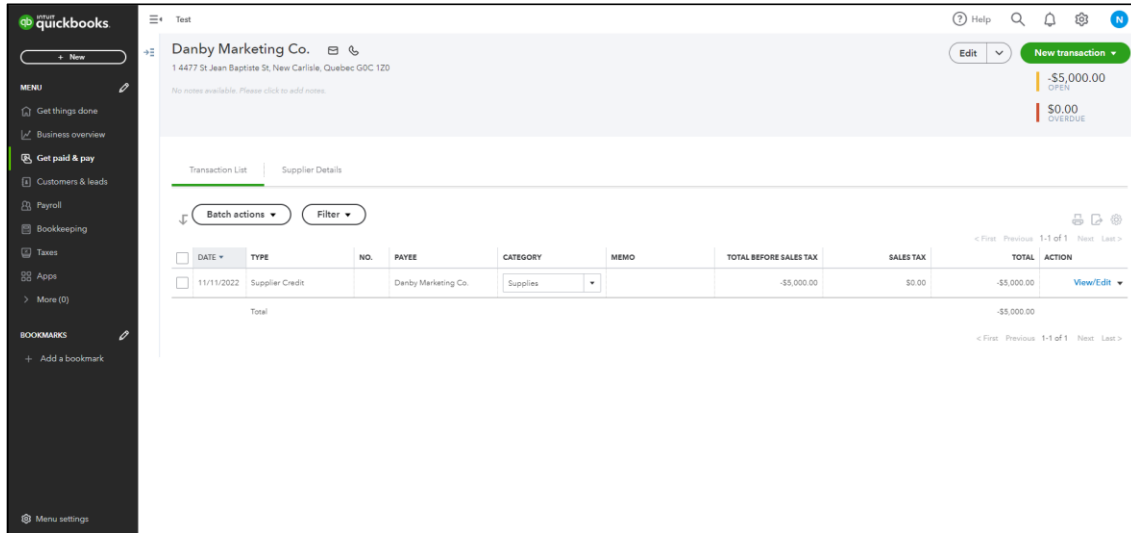 INTUIT
quickbooks.
Test
Help
N
+ New
Danby Marketing Co.
Edit
New transaction
1 4477 St Jean Baptiste St, New Carlisle, Quebec G0C 1Z0
No notes available. Please click to add notes.
-$5,000.00
OPEN
$0.00
OVERDUE
MENU
Get things done
Business overview
Get paid & pay
Customers & leads
Payroll
Bookkeeping
Taxes
Apps
> More (0)
BOOKMARKS
+ Add a bookmark
Menu settings
Transaction List
Supplier Details
Batch actions
Filter
< First Previous 1-1 of 1 Next Last >
DATE TYPE NO. PAYEE CATEGORY MEMO TOTAL BEFORE SALES TAX SALES TAX TOTAL ACTION
11/11/2022 Supplier Credit Danby Marketing Co. Supplies -$5,000.00 $0.00 -$5,000.00 View/Edit
Total -$5,000.00
< First Previous 1-1 of 1 Next Last >